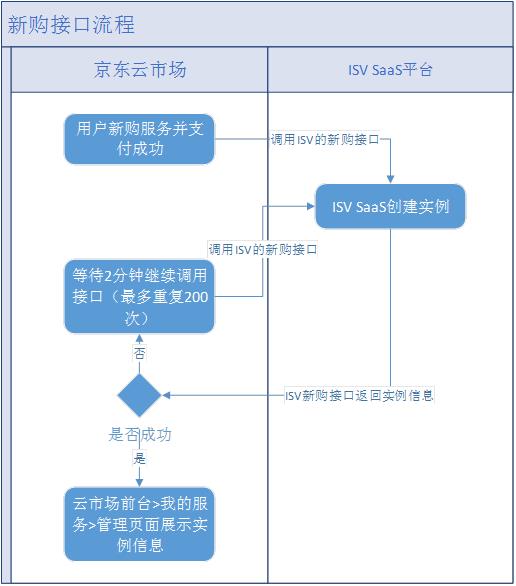 新购接口流程
京东云市场
ISV SaaS平台
用户新购服务并支
付成功
调用ISV的新购接口
ISV SaaS创建实例
调用ISV的新购接口
等待2分钟继续调用
接口（最多重复200
次）
否
ISV新购接口返回实例信息
是否成功
是
云市场前台>我的服
务>管理页面展示实
例信息